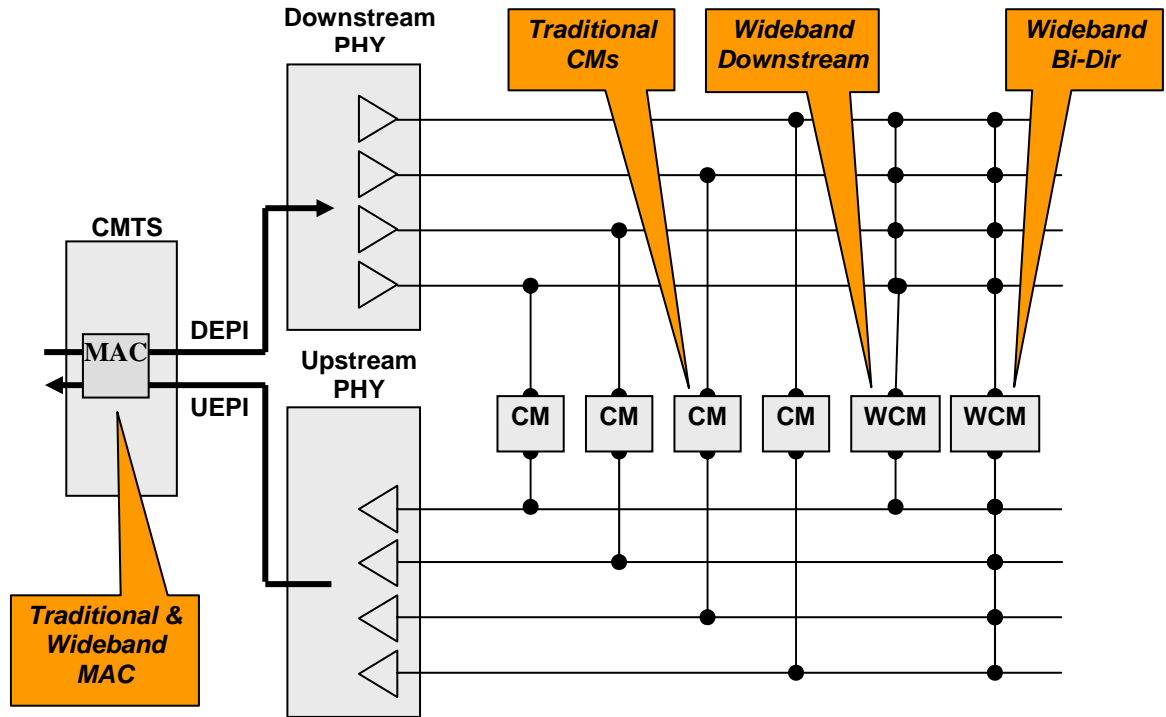 Downstream
PHY
Traditional
CMs
Wideband
Downstream
Wideband
Bi-Dir
CMTS
MAC
DEPI
UEPI
Upstream
PHY
CM
CM
CM
CM
WCM
WCM
Traditional &
Wideband
MAC